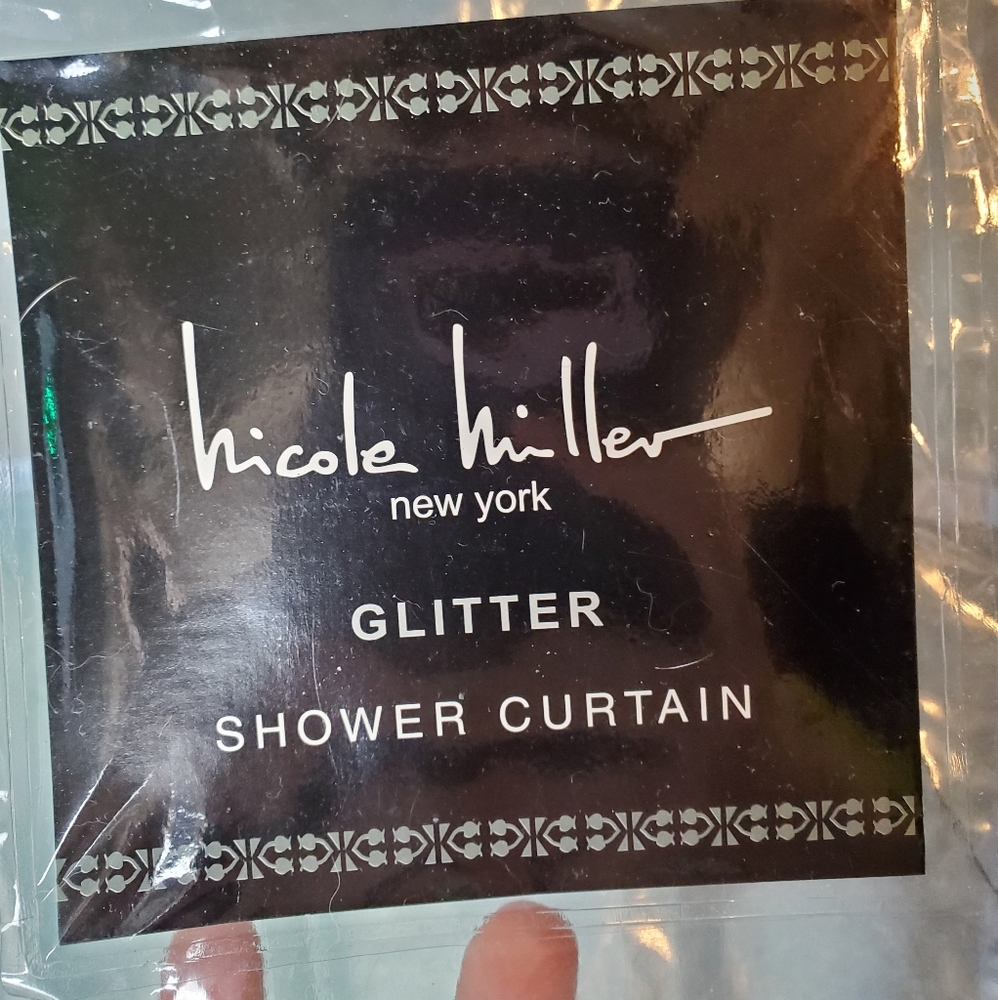 nicole miller
new york
GLITTER
SHOWER CURTAIN